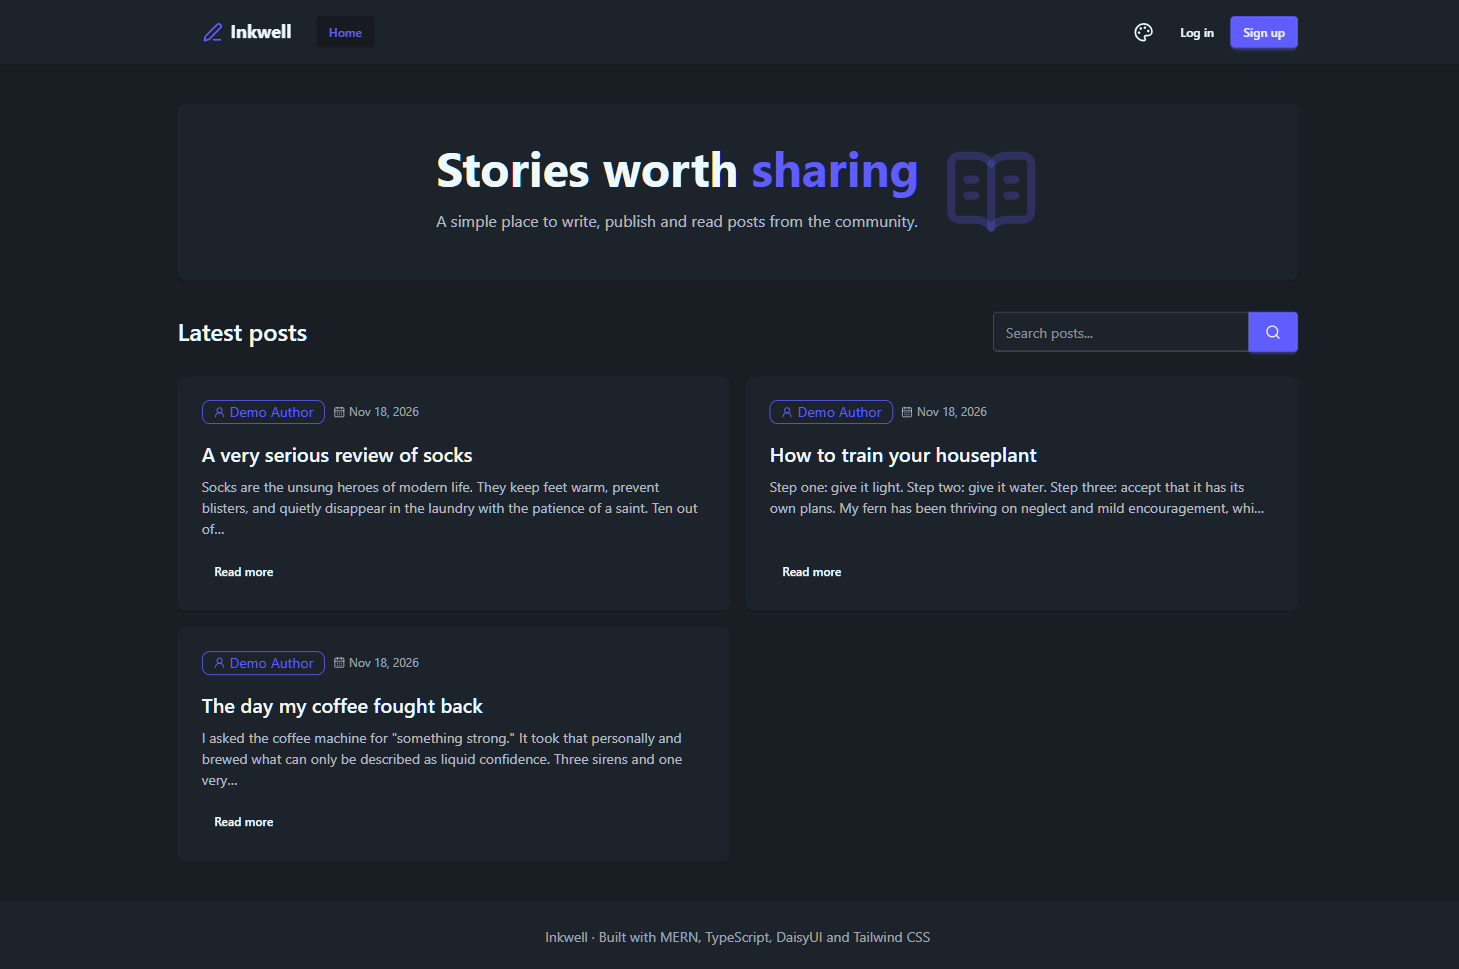 Inkwell
Home
Log in
Sign up
Stories worth sharing
A simple place to write, publish and read posts from the community.
Latest posts
Search posts...
Demo Author
Nov 18, 2026
A very serious review of socks
Socks are the unsung heroes of modern life. They keep feet warm, prevent
blisters, and quietly disappear in the laundry with the patience of a saint. Ten out
of...
Read more
Demo Author
Nov 18, 2026
How to train your houseplant
Step one: give it light. Step two: give it water. Step three: accept that it has its
own plans. My fern has been thriving on neglect and mild encouragement, whi...
Read more
Demo Author
Nov 18, 2026
The day my coffee fought back
I asked the coffee machine for "something strong." It took that personally and
brewed what can only be described as liquid confidence. Three sirens and one
very...
Read more
Inkwell · Built with MERN, TypeScript, DaisyUI and Tailwind CSS